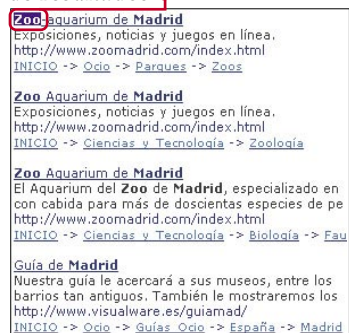 Zoo-aquarium de Madrid
Exposiciones, noticias y juegos en línea.
http://www.zoomadrid.com/index.html
INICIO -> Ocio -> Parques -> Zoos
Zoo Aquarium de Madrid
Exposiciones, noticias y juegos en línea.
http://www.zoomadrid.com/index.html
INICIO -> Ciencias y Tecnología -> Zoología
Zoo Aquarium de Madrid
El Aquarium del Zoo de Madrid, especializado en
con cabida para más de doscientas especies de pe
http://www.zoomadrid.com/index.html
INICIO -> Ciencias y Tecnología -> Biología -> Fau
Guía de Madrid
Nuestra guía le acercará a sus museos, entre los
barrios tan antiguos. También le mostraremos los
http://www.visualware.es/guiamad/
INICIO -> Ocio -> Guías Ocio -> España -> Madrid